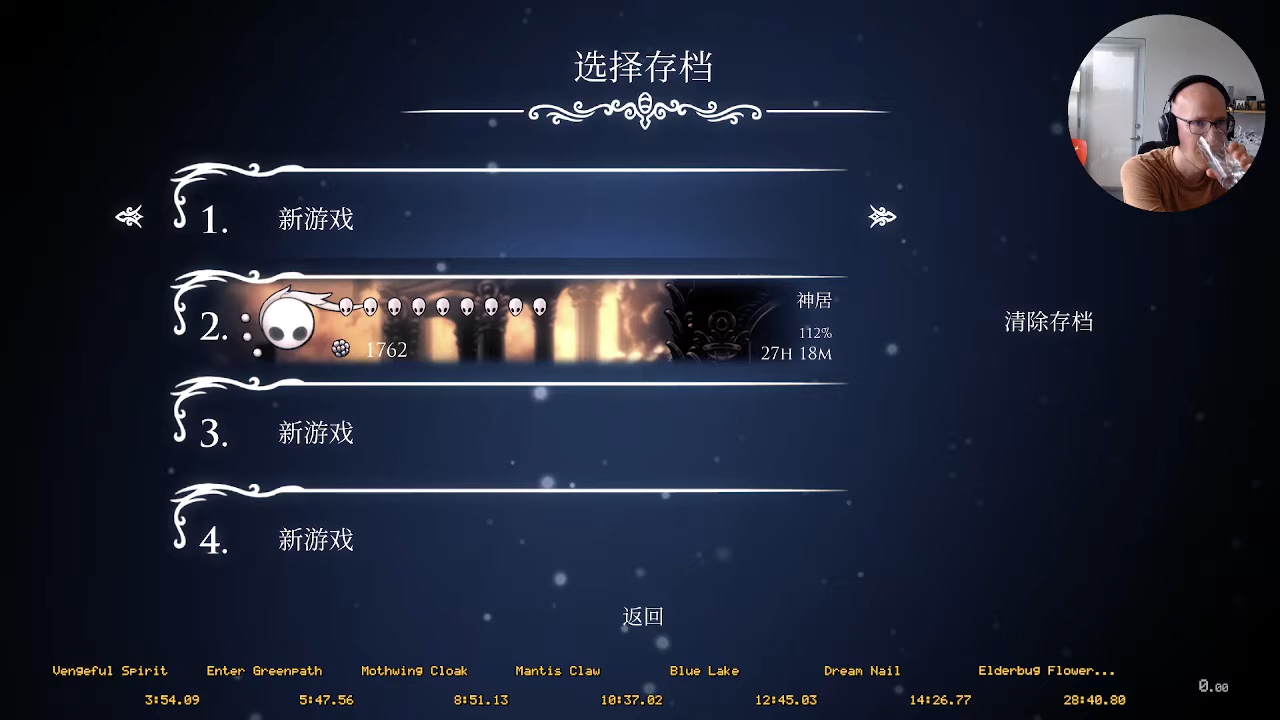 选择存档
1. 新游戏
2. 1762 神居 112% 27H 18M
清除存档
3. 新游戏
4. 新游戏
返回
Vengeful Spirit Enter Greenpath Mothwing Cloak Mantis Claw Blue Lake Dream Nail Elderbug Flower...
3:54.09 5:47.56 8:51.13 10:37.02 12:45.03 14:26.77 28:40.80 0.00